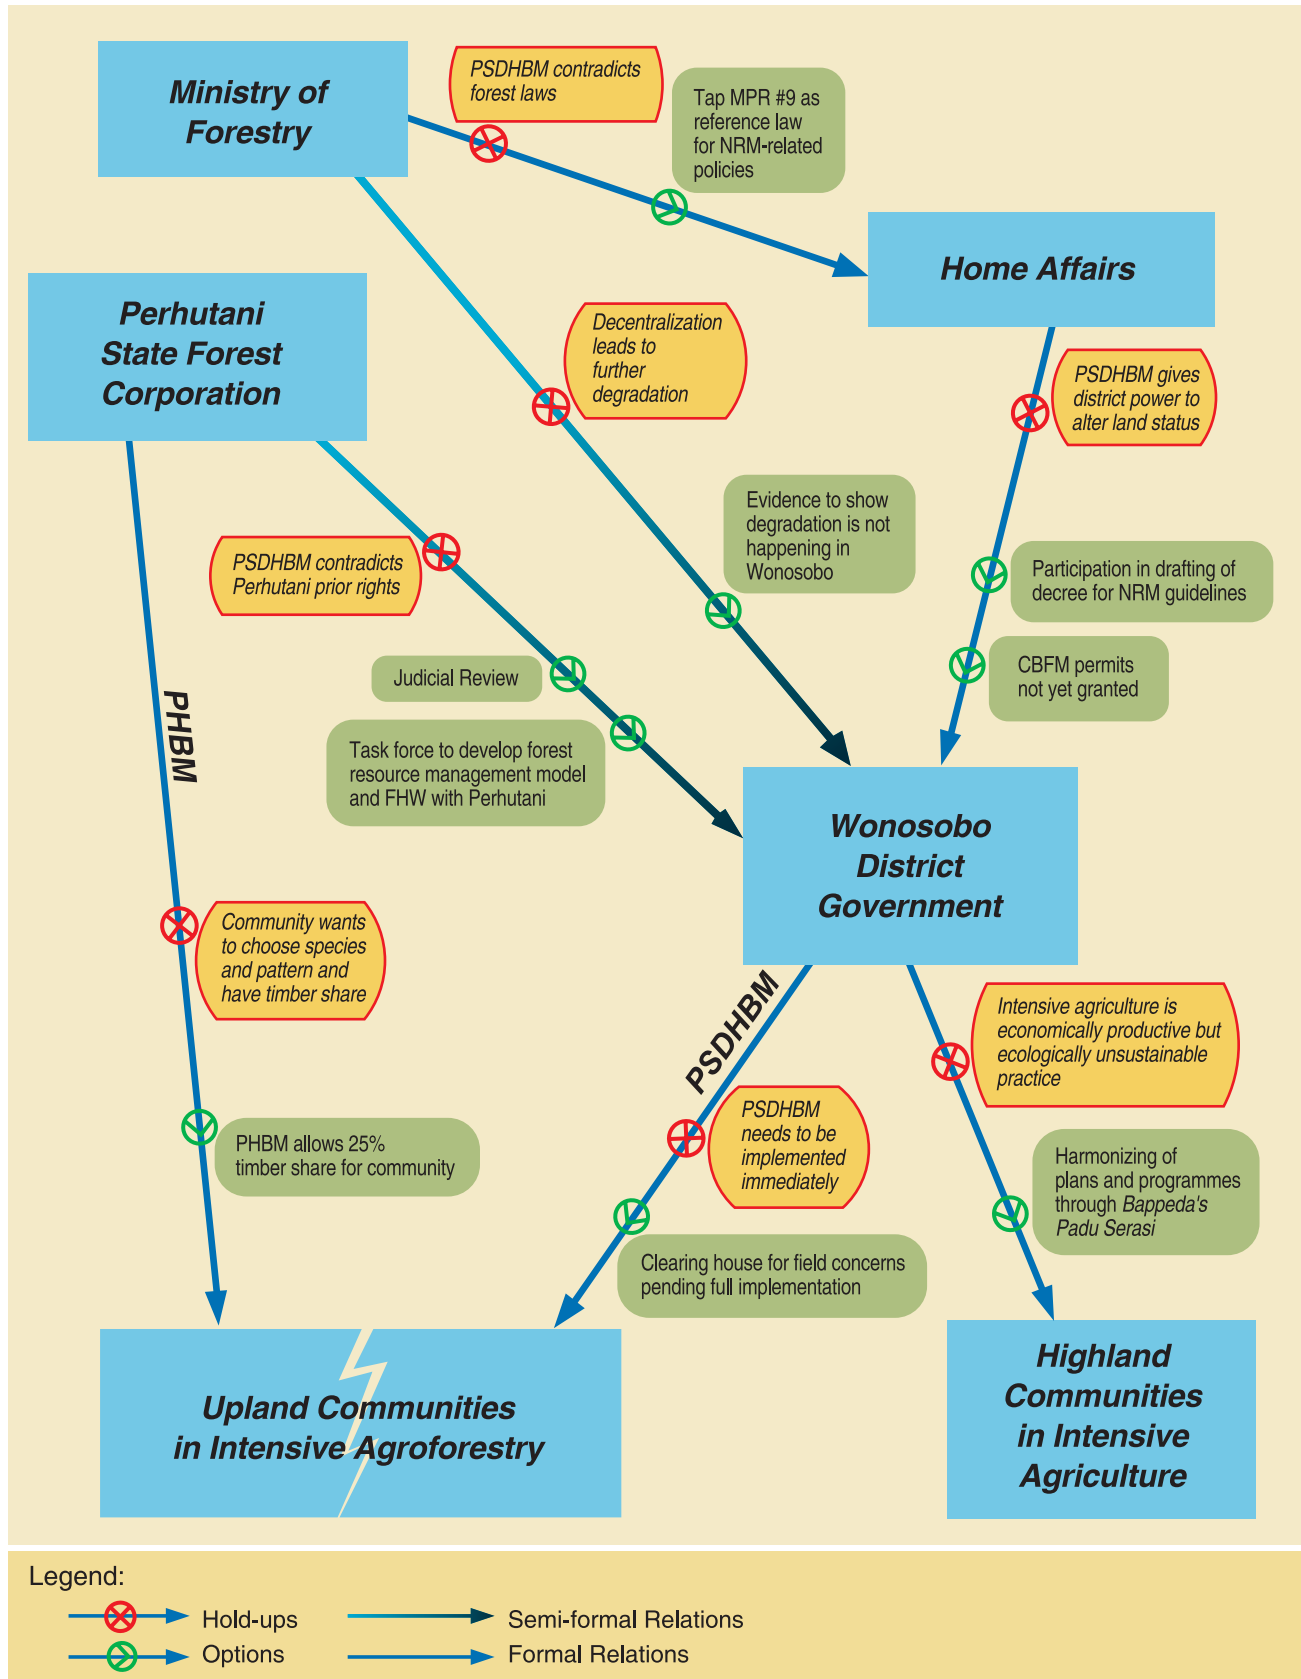 Ministry of
Forestry
PSDHBM contradicts
forest laws
Tap MPR #9 as
reference law
for NRM-related
policies
Home Affairs
Perhutani
State Forest
Corporation
Decentralization
leads to
further
degradation
PSDHBM gives
district power to
alter land status
Evidence to show
degradation is not
happening in
Wonosobo
PSDHBM contradicts
Perhutani prior rights
Participation in drafting of
decree for NRM guidelines
Judicial Review
CBFM permits
not yet granted
PHBM
Task force to develop forest
resource management model
and FHW with Perhutani
Wonosobo
District
Government
Community wants
to choose species
and pattern and
have timber share
PSDHBM
Intensive agriculture is
economically productive but
ecologically unsustainable
practice
PSDHBM
needs to be
implemented
immediately
PHBM allows 25%
timber share for community
Harmonizing of
plans and programmes
through Bappeda's
Padu Serasi
Clearing house for field concerns
pending full implementation
Upland Communities
in Intensive Agroforestry
Highland
Communities
in Intensive
Agriculture
Legend:
Hold-ups
Semi-formal Relations
Options
Formal Relations